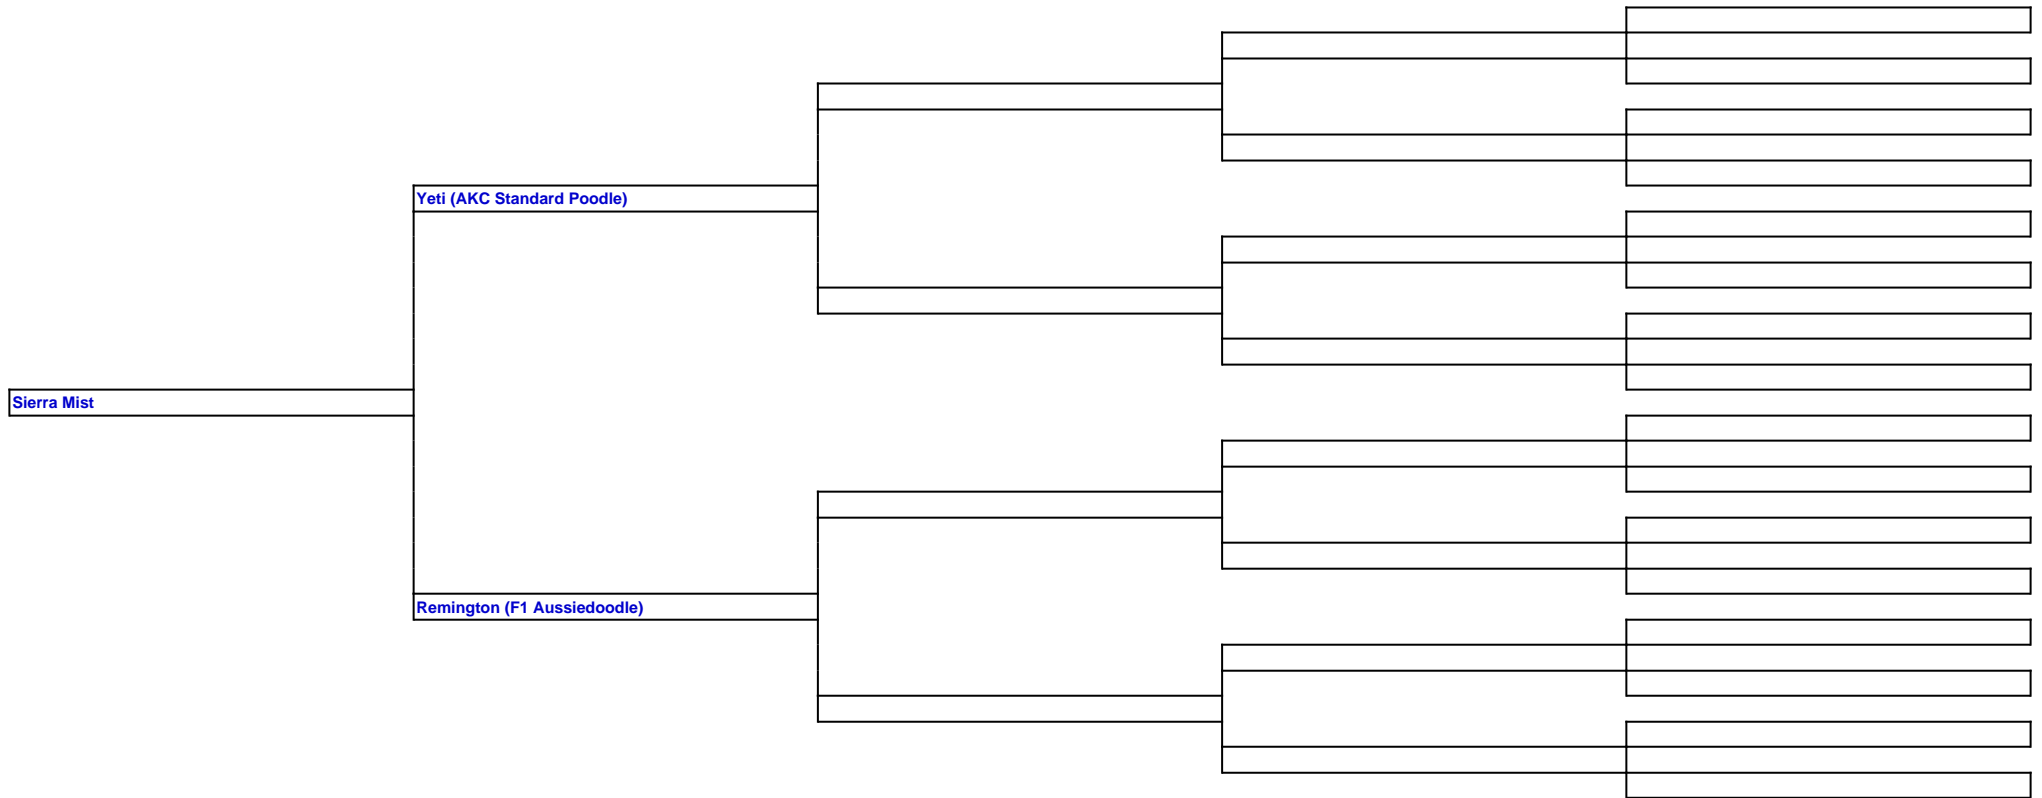 Yeti (AKC Standard Poodle)
Sierra Mist
Remington (F1 Aussiedoodle)